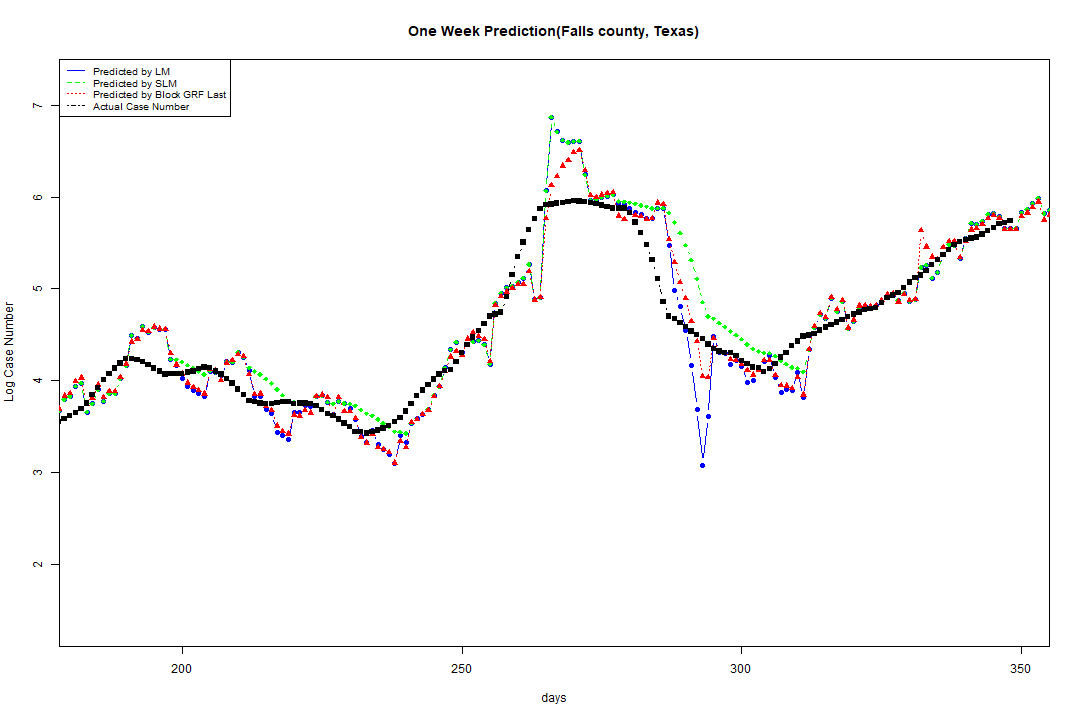 One Week Prediction(Falls county, Texas)
Predicted by LM
Predicted by SLM
Predicted by Block GRF Last
Actual Case Number
7
6
5
4
3
2
Log Case Number
200
250
300
350
days